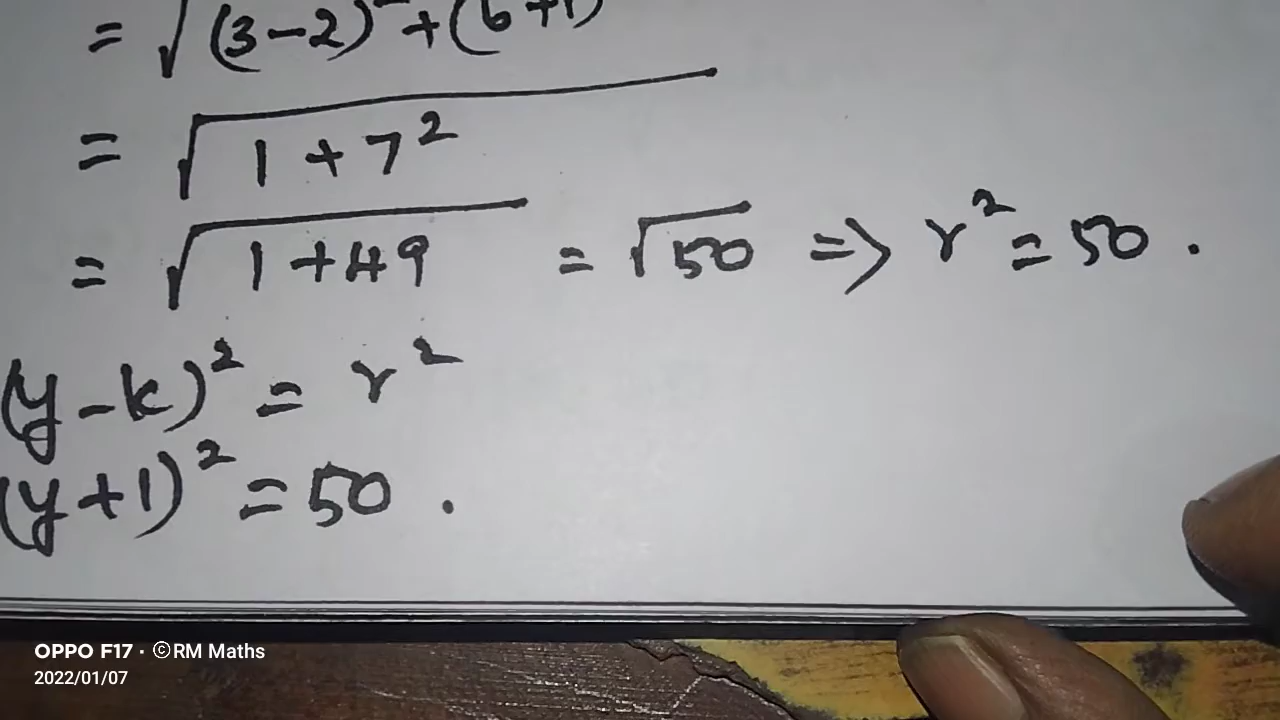 = √(3-2)² + (6+1)
= √1 + 7²
= √1 + 49 = √50 => r² = 50 .
(y - k)² = r²
(y + 1)² = 50 .
OPPO F17 · ©RM Maths
2022/01/07